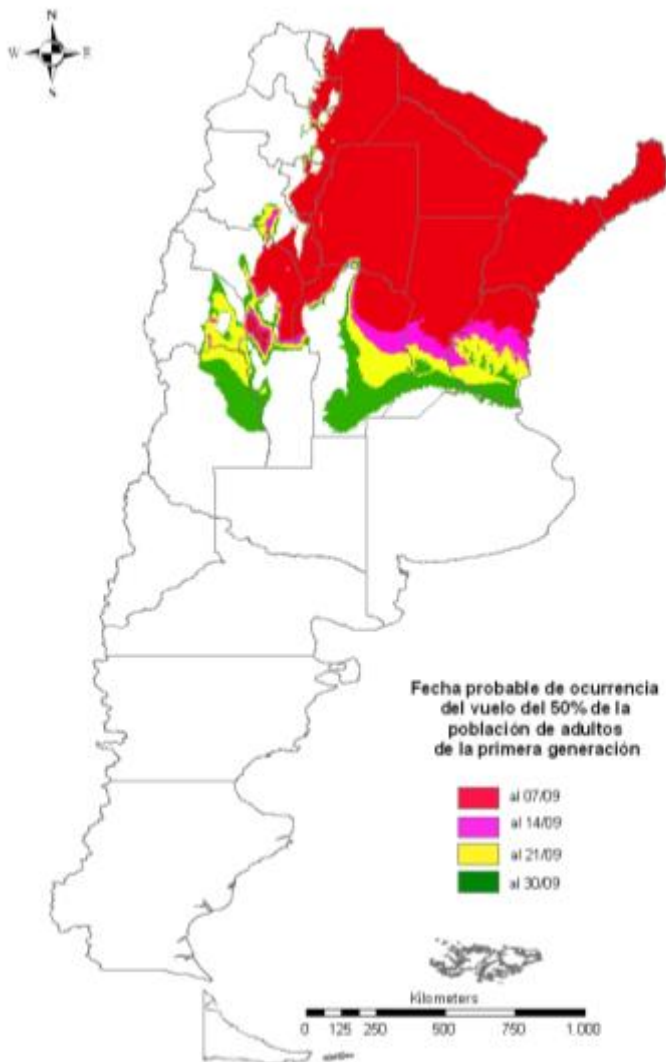 N
W E
S
Fecha probable de ocurrencia
del vuelo del 50% de la
población de adultos
de la primera generación
al 07/09
al 14/09
al 21/09
al 30/09
Kilometers
0 125 250 500 750 1.000